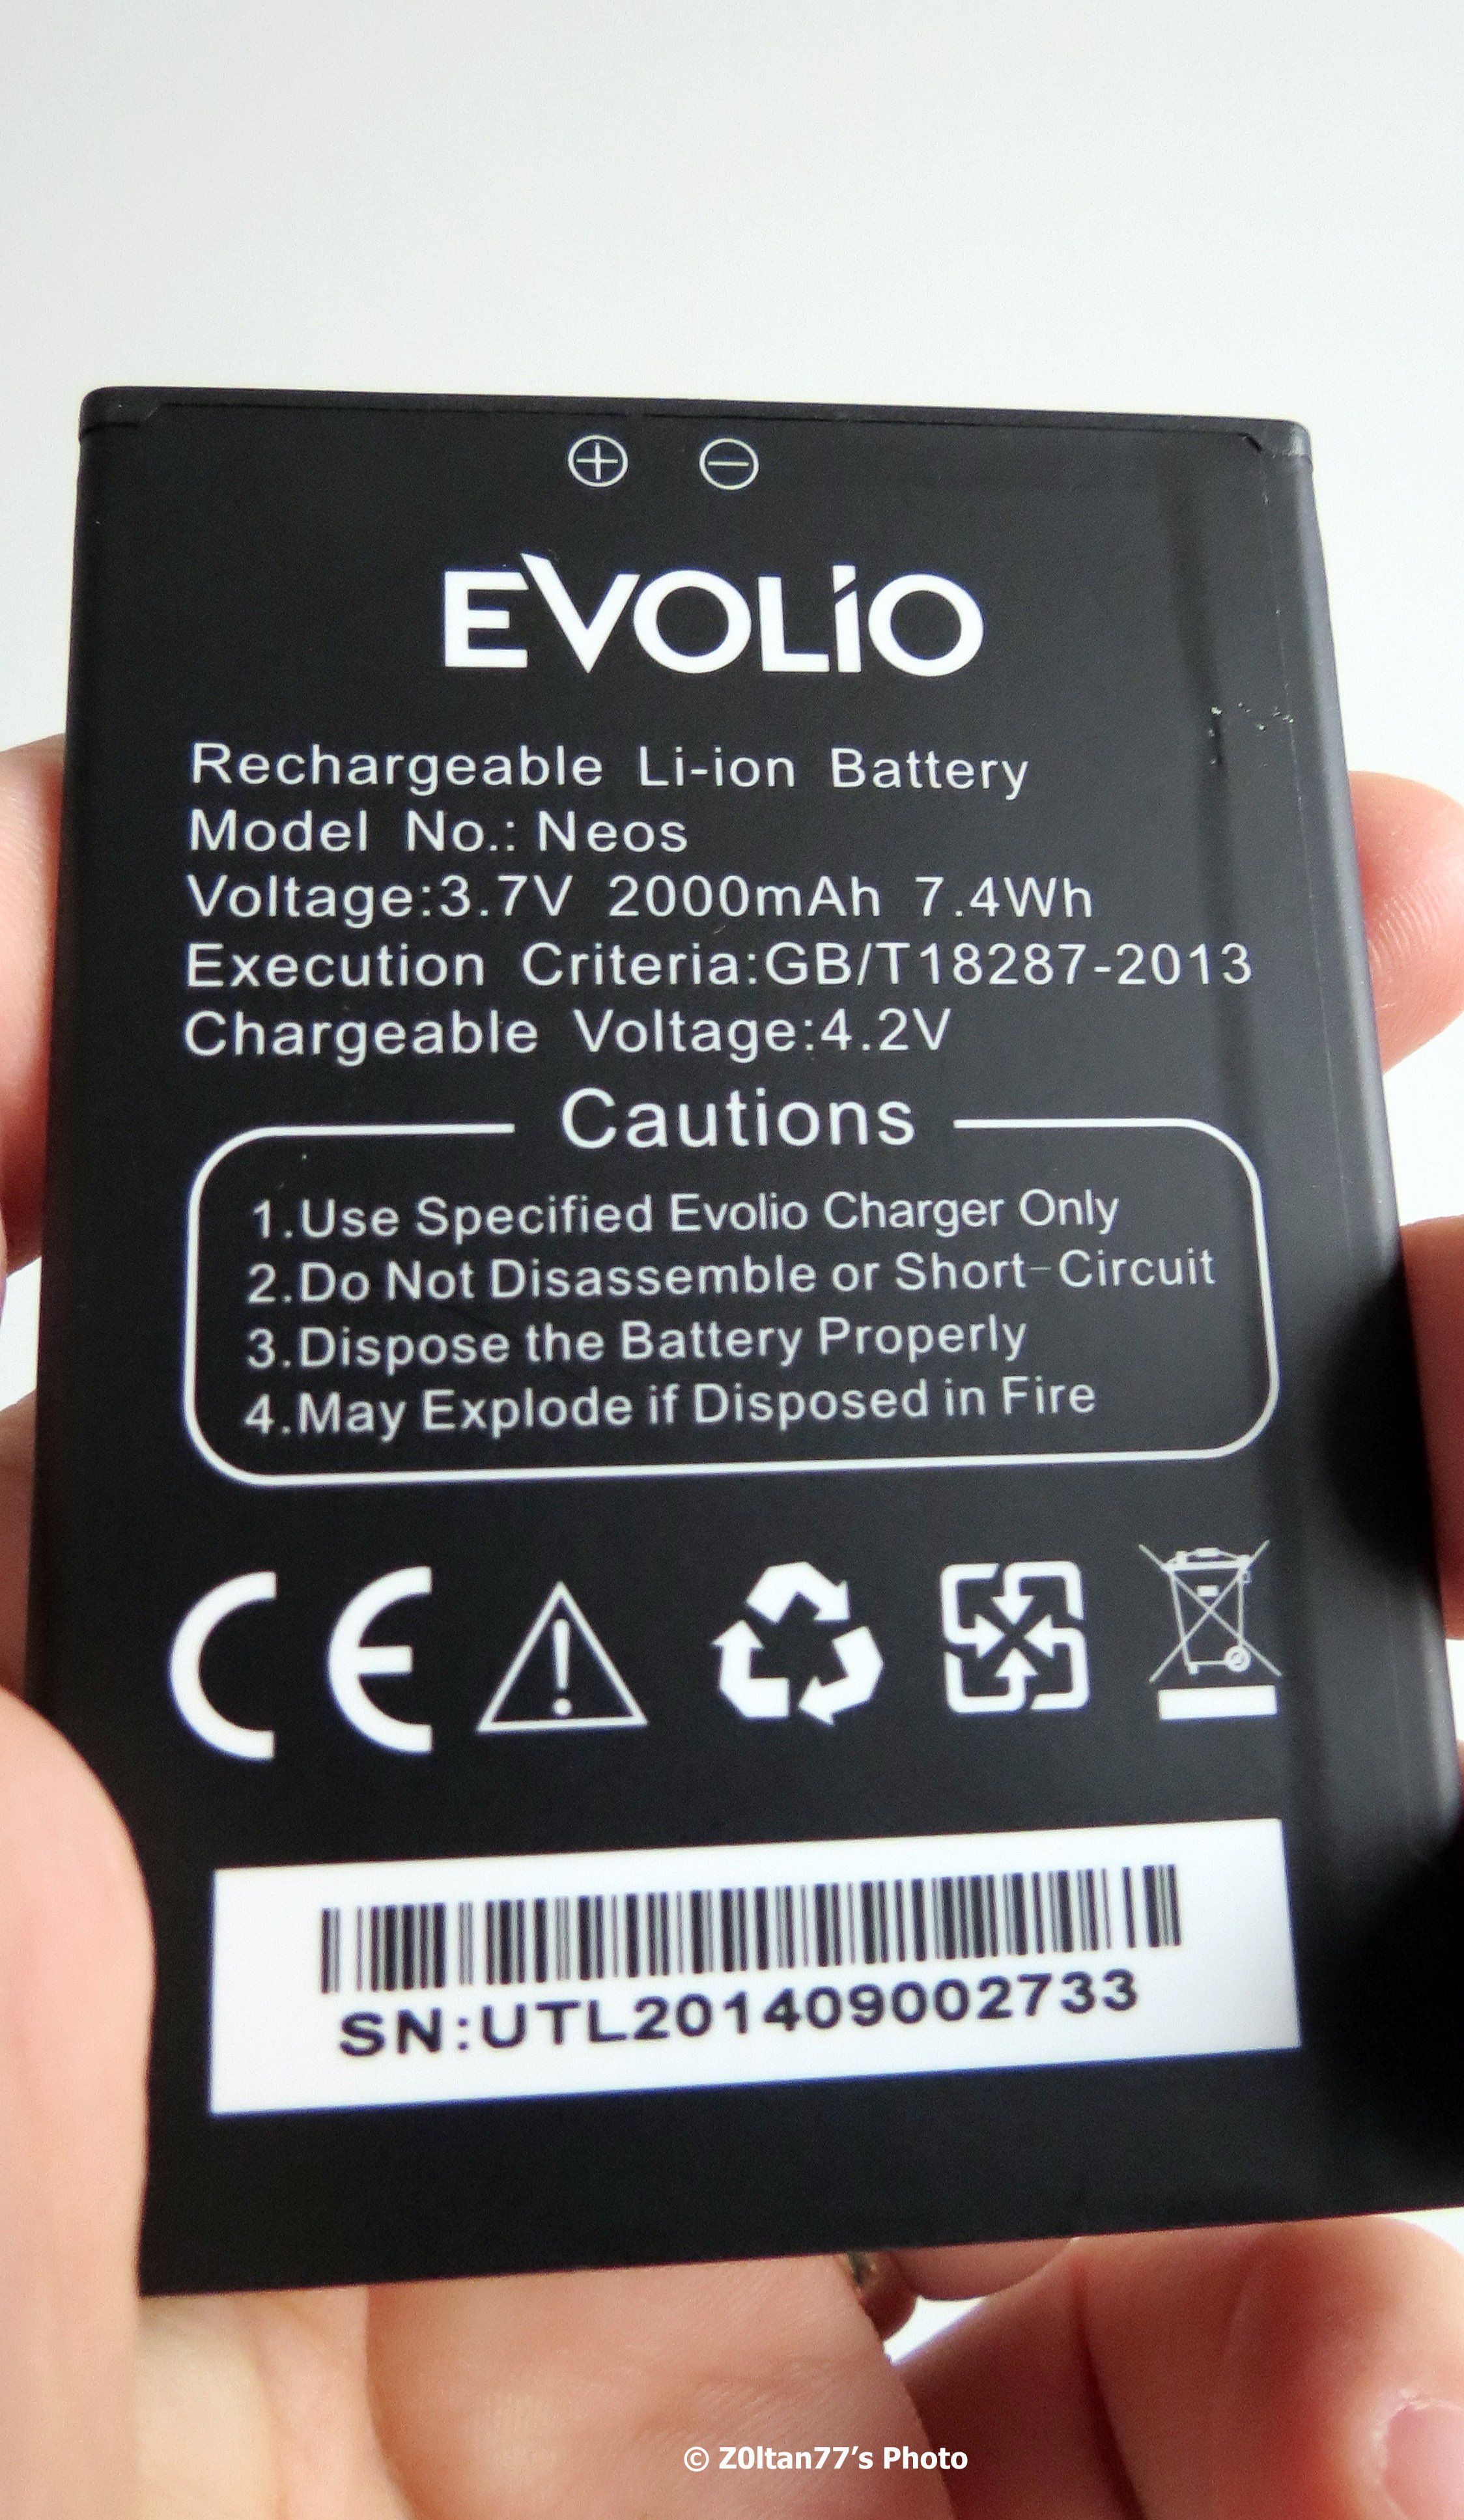 EVOLiO
Rechargeable Li-ion Battery
Model No.: Neos
Voltage:3.7V 2000mAh 7.4Wh
Execution Criteria:GB/T18287-2013
Chargeable Voltage:4.2V
Cautions
1.Use Specified Evolio Charger Only
2.Do Not Disassemble or Short-Circuit
3.Dispose the Battery Properly
4.May Explode if Disposed in Fire
CE
SN:UTL201409002733
© Z0ltan77’s Photo